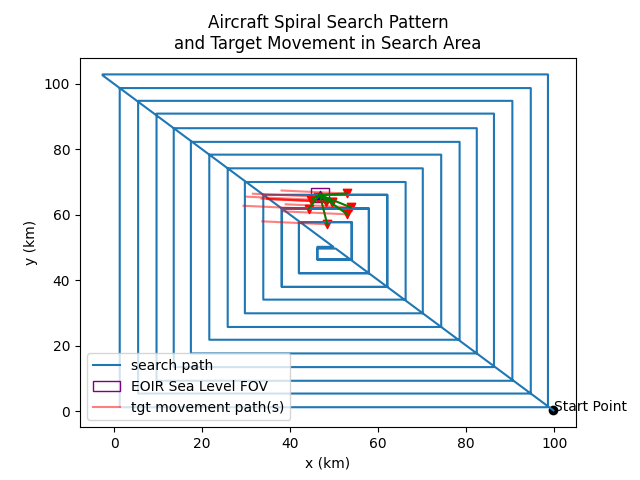 Aircraft Spiral Search Pattern
and Target Movement in Search Area
100
80
60
40
20
0
y (km)
search path
EOIR Sea Level FOV
tgt movement path(s)
Start Point
0
20
40
60
80
100
x (km)